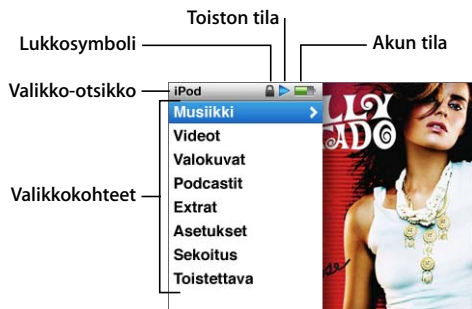 Toiston tila
Lukkosymboli
Akun tila
Valikko-otsikko
iPod
Musiikki
Videot
Valokuvat
Podcastit
Extrat
Asetukset
Sekoitus
Toistettava
Valikkokohteet